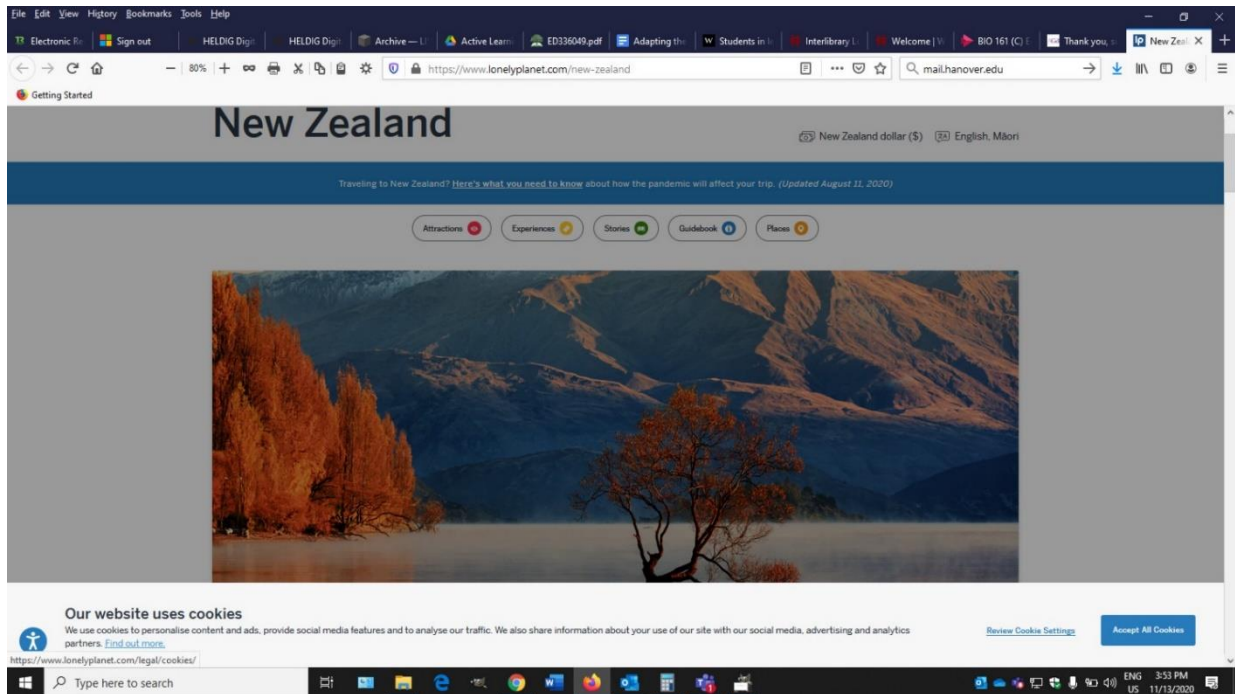 File Edit View History Bookmarks Tools Help
Electronic Re Sign out HELDIG Digit HELDIG Digit Archive — L Active Learni ED336049.pdf Adapting the Students in Interlibrary L Welcome | BIO 161 (C) Thank you, New Zeal
80% https://www.lonelyplanet.com/new-zealand mail.hanover.edu
Getting Started
New Zealand
New Zealand dollar ($) English, Māori
Traveling to New Zealand? Here's what you need to know about how the pandemic will affect your trip. (Updated August 11, 2020)
Attractions Experiences Stories Guidebook Places
Our website uses cookies
We use cookies to personalise content and ads, provide social media features and to analyse our traffic. We also share information about your use of our site with our social media, advertising and analytics
partners. Find out more.
Review Cookie Settings Accept All Cookies
https://www.lonelyplanet.com/legal/cookies/
Type here to search
ENG 3:53 PM
US 11/13/2020